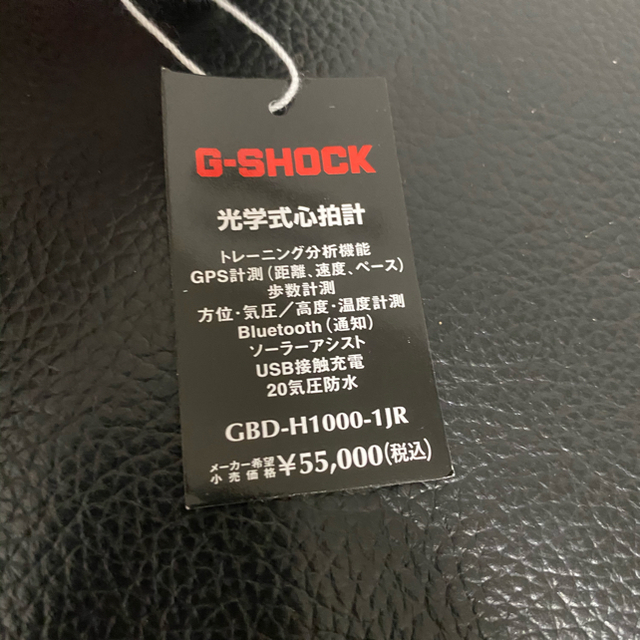 G-SHOCK
光学式心拍計
トレーニング分析機能
GPS計測(距離、速度、ペース)
歩数計測
方位・気圧/高度・温度計測
Bluetooth(通知)
ソーラーアシスト
USB接触充電
20気圧防水
GBD-H1000-1JR
メーカー希望小売価格 ¥55,000(税込)